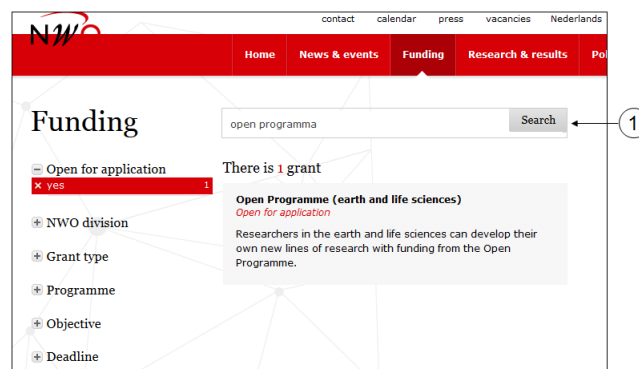 contact calendar press vacancies Nederlands
NWO
Home News & events Funding Research & results Pol
Funding
open programma Search
1
Open for application
× yes 1
There is 1 grant
Open Programme (earth and life sciences)
Open for application
Researchers in the earth and life sciences can develop their
own new lines of research with funding from the Open
Programme.
NWO division
Grant type
Programme
Objective
Deadline